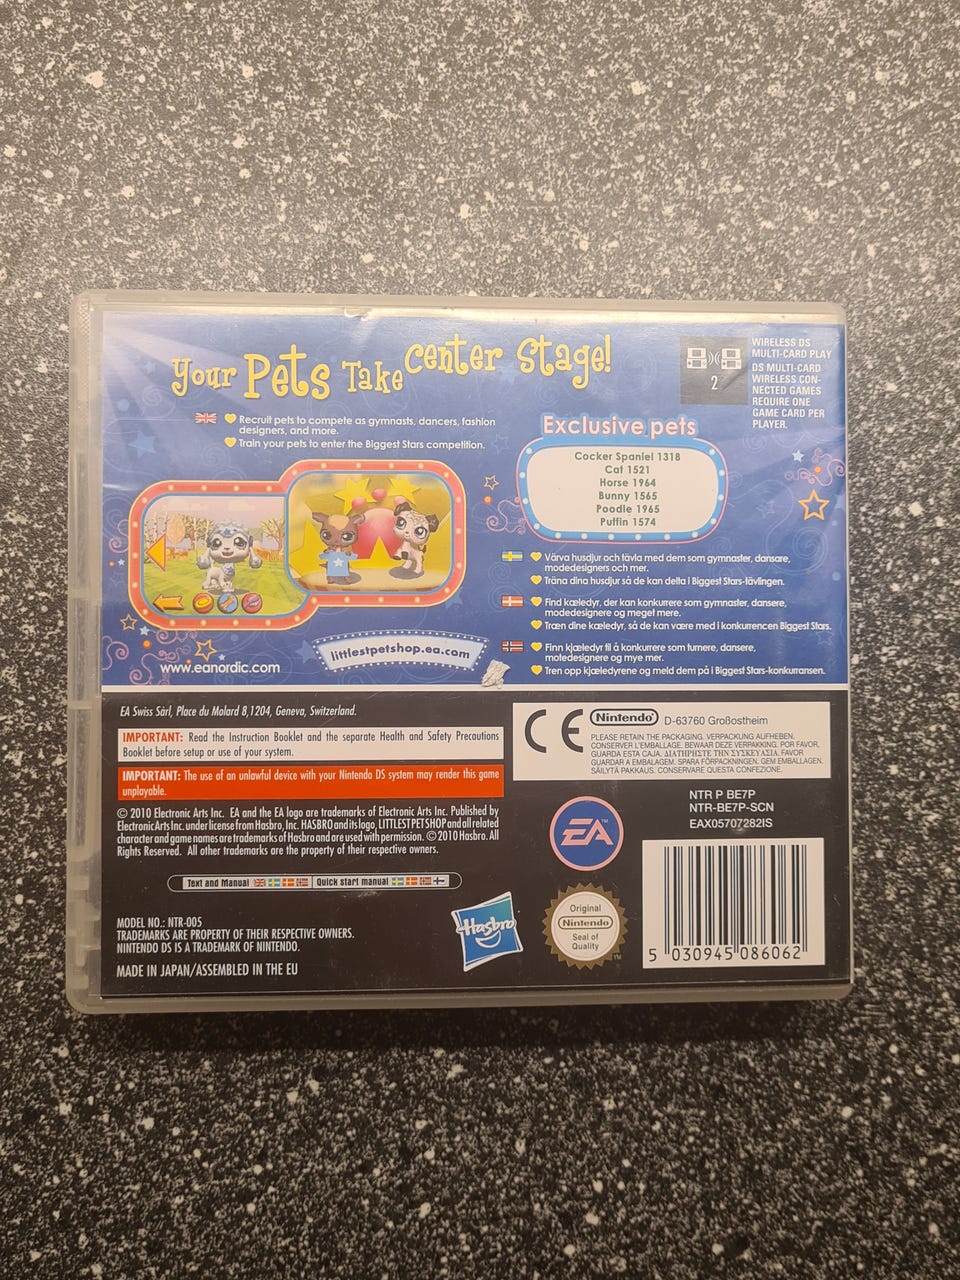 Your Pets Take Center Stage!
Recruit pets to compete as gymnasts, dancers, fashion
designers, and more.
Train your pets to enter the Biggest Stars competition.
2
WIRELESS DS
MULTI-CARD PLAY
DS MULTI-CARD
WIRELESS CON-
NECTED GAMES
REQUIRE ONE
GAME CARD PER
PLAYER.
Exclusive pets
Cocker Spaniel 1318
Cat 1521
Horse 1964
Bunny 1565
Poodle 1965
Puffin 1574
Värva husdjur och tävla med dem som gymnaster, dansare,
modedesigners och mer.
Träna dina husdjur så de kan delta i Biggest Stars-tävlingen.
Find kæledyr, der kan konkurrere som gymnaster, dansere,
modedesignere og meget mere.
Træn dine kæledyr, så de kan være med i konkurrencen Biggest Stars.
Finn kjæledyr til å konkurrere som turnere, dansere,
motedesignere og mye mer.
Tren opp kjæledyrene og meld dem på i Biggest Stars-konkurransen.
www.eanordic.com
littlestpetshop.ea.com
EA Swiss Sàrl, Place du Molard 8,1204, Geneva, Switzerland.
IMPORTANT: Read the Instruction Booklet and the separate Health and Safety Precautions
Booklet before setup or use of your system.
IMPORTANT: The use of an unlawful device with your Nintendo DS system may render this game
unplayable.
© 2010 Electronic Arts Inc. EA and the EA logo are trademarks of Electronic Arts Inc. Published by
Electronic Arts Inc. under license from Hasbro, Inc. HASBRO and its logo, LITTLEST PET SHOP and all related
character and game names are trademarks of Hasbro and are used with permission. © 2010 Hasbro. All
Rights Reserved. All other trademarks are the property of their respective owners.
Text and Manual
Quick start manual
MODEL NO.: NTR-005
TRADEMARKS ARE PROPERTY OF THEIR RESPECTIVE OWNERS.
NINTENDO DS IS A TRADEMARK OF NINTENDO.
MADE IN JAPAN/ASSEMBLED IN THE EU
CE
Nintendo D-63760 Großostheim
PLEASE RETAIN THE PACKAGING. VERPACKUNG AUFHEBEN.
CONSERVER L'EMBALLAGE. BEWAAR DEZE VERPAKKING. POR FAVOR,
GUARDA ESTA CAJA. ΔΙΑΤΗΡΗΣΤΕ ΤΗΝ ΣΥΣΚΕΥΑΣΙΑ. FAVOR
GUARDAR A EMBALAGEM. SPARA FÖRPACKNINGEN. GEM EMBALLAGEN.
SÄILYTÄ PAKKAUS. CONSERVARE QUESTA CONFEZIONE.
NTR P BE7P
NTR-BE7P-SCN
EAX05707282IS
EA
TM
Hasbro
Original
Nintendo
Seal of
Quality
TM
5 030945 086062